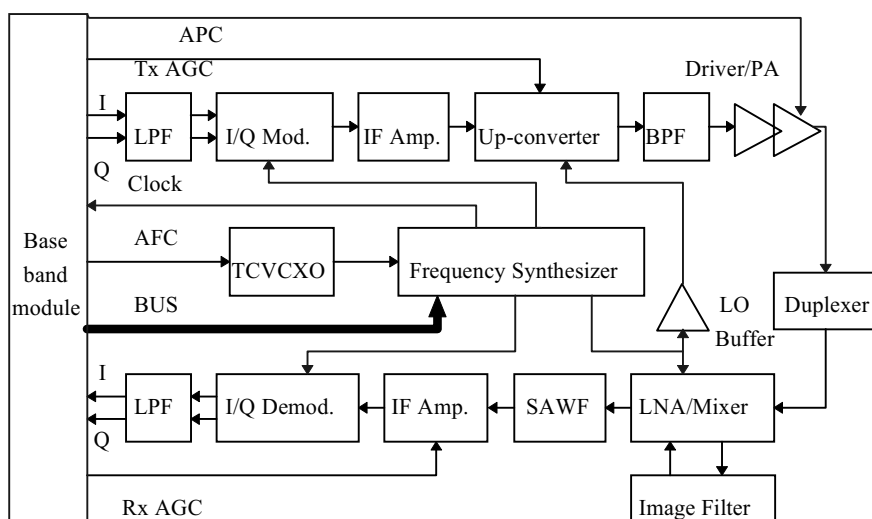 APC
Tx AGC
Driver/PA
I
LPF
I/Q Mod.
IF Amp.
Up-converter
BPF
Q
Clock
Base
band
module
AFC
TCVCXO
Frequency Synthesizer
BUS
LO
Buffer
Duplexer
I
LPF
I/Q Demod.
IF Amp.
SAWF
LNA/Mixer
Q
Rx AGC
Image Filter